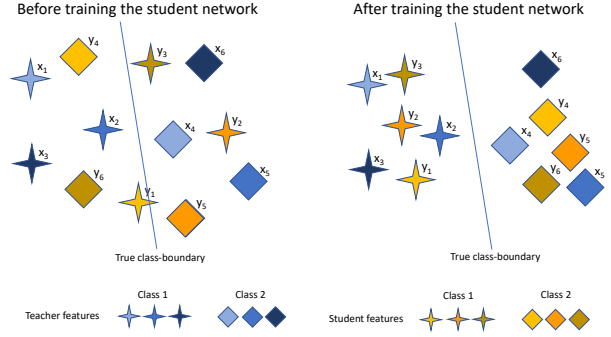 Before training the student network
After training the student network
y4
y3
x6
x1
x2
x4
y2
x3
y6
y1
x5
y5
True class-boundary
x6
x1
y3
y4
y2
x2
x4
y5
x3
y1
y6
x5
True class-boundary
Class 1
Class 2
Teacher features
Class 1
Class 2
Student features